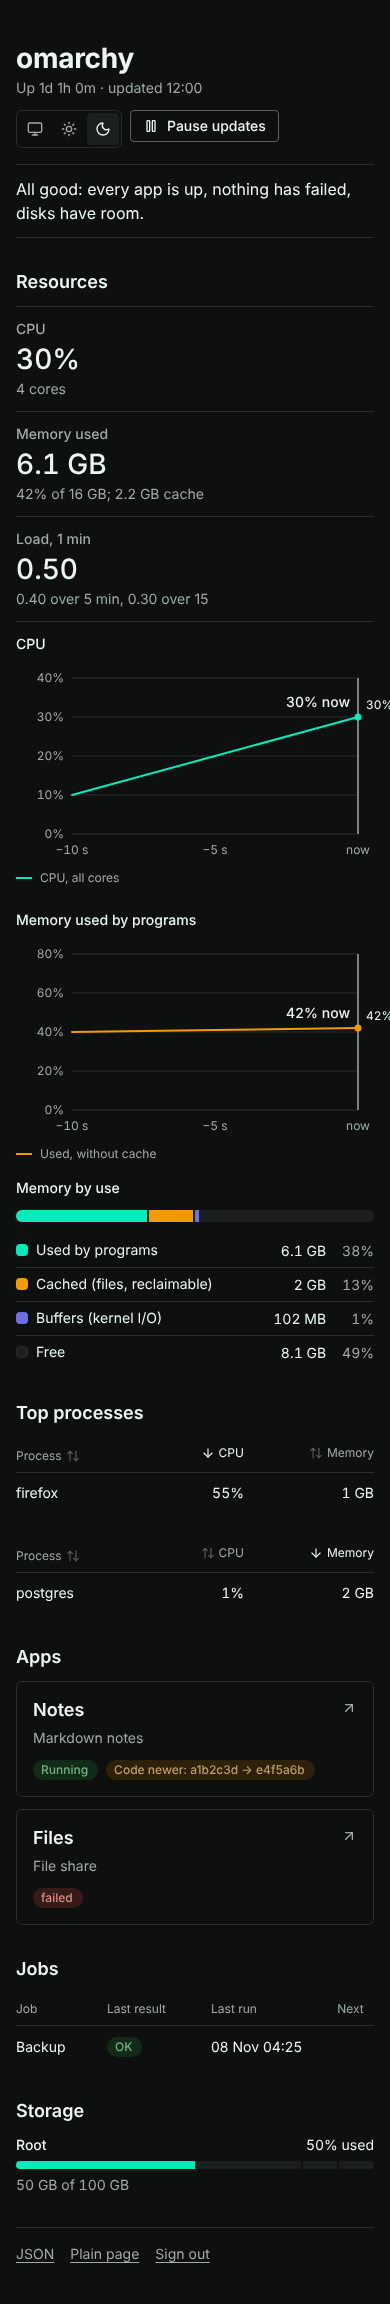 omarchy
Up 1d 1h 0m · updated 12:00
Pause updates
All good: every app is up, nothing has failed,
disks have room.
Resources
CPU
30%
4 cores
Memory used
6.1 GB
42% of 16 GB; 2.2 GB cache
Load, 1 min
0.50
0.40 over 5 min, 0.30 over 15
CPU
40%
30% now 30%
30%
20%
10%
0%
−10 s −5 s now
CPU, all cores
Memory used by programs
80%
60%
42% now 42%
40%
20%
0%
−10 s −5 s now
Used, without cache
Memory by use
Used by programs 6.1 GB 38%
Cached (files, reclaimable) 2 GB 13%
Buffers (kernel I/O) 102 MB 1%
Free 8.1 GB 49%
Top processes
Process CPU Memory
firefox 55% 1 GB
Process CPU Memory
postgres 1% 2 GB
Apps
Notes
Markdown notes
Running Code newer: a1b2c3d → e4f5a6b
Files
File share
failed
Jobs
Job Last result Last run Next
Backup OK 08 Nov 04:25
Storage
Root 50% used
50 GB of 100 GB
JSON Plain page Sign out